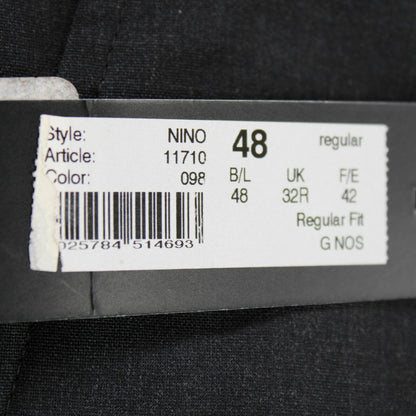 Style: NINO 48 regular
Article: 11710
Color: 098
B/L UK F/E
48 32R 42
Regular Fit
G NOS
025784 514693